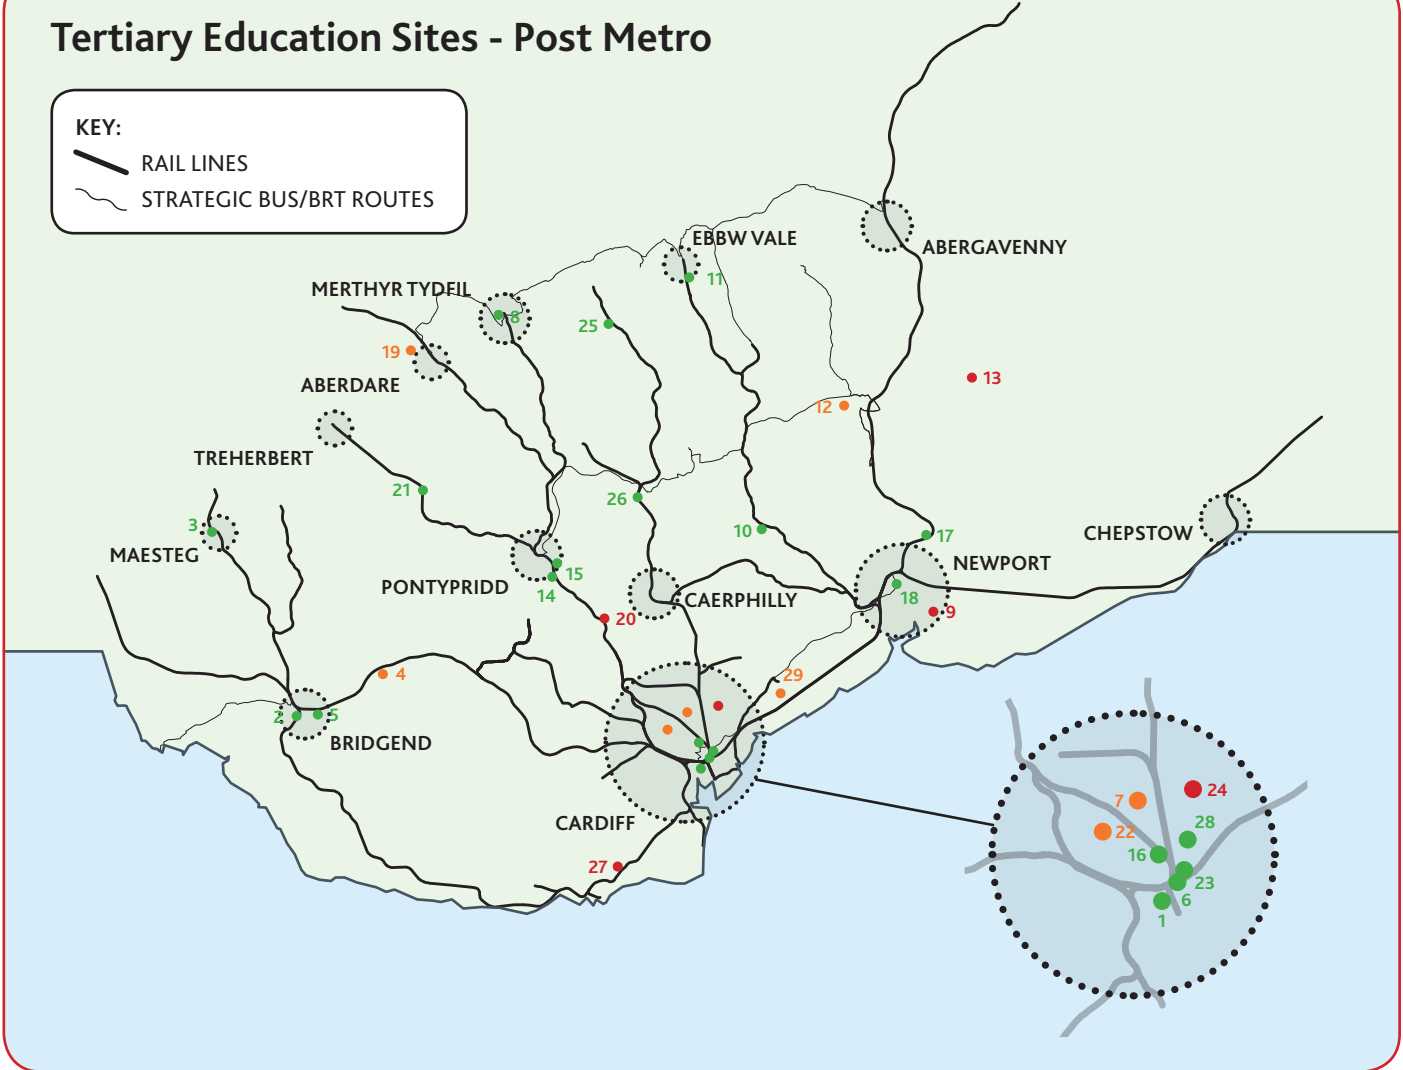 Tertiary Education Sites - Post Metro
KEY:
RAIL LINES
STRATEGIC BUS/BRT ROUTES
EBBW VALE
ABERGAVENNY
11
MERTHYR TYDFIL
8
25
19
ABERDARE
13
12
TREHERBERT
21
26
3
10
17
CHEPSTOW
MAESTEG
NEWPORT
15
PONTYPRIDD
14
CAERPHILLY
18
9
20
4
29
2
5
BRIDGEND
CARDIFF
27
7
24
22
28
16
23
6
1